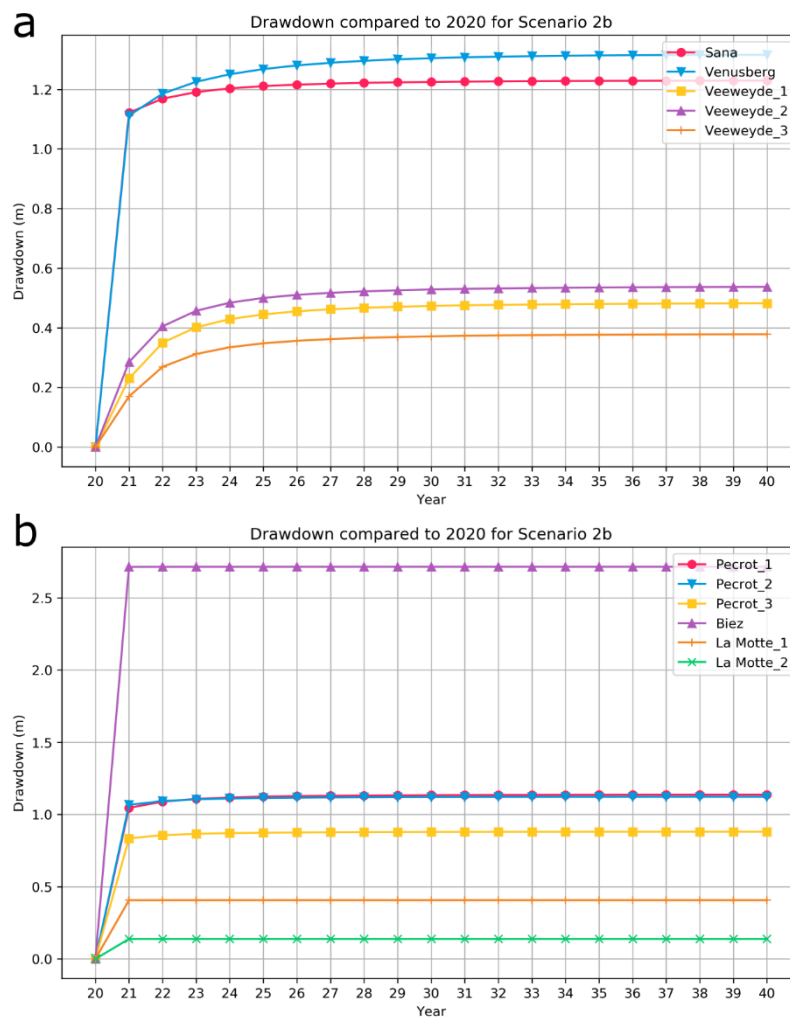 a
Drawdown compared to 2020 for Scenario 2b
Sana
Venusberg
Veeweyde_1
Veeweyde_2
Veeweyde_3
1.2
1.0
0.8
0.6
0.4
0.2
0.0
Drawdown (m)
20 21 22 23 24 25 26 27 28 29 30 31 32 33 34 35 36 37 38 39 40
Year
b
Drawdown compared to 2020 for Scenario 2b
Pecrot_1
Pecrot_2
Pecrot_3
Biez
La Motte_1
La Motte_2
2.5
2.0
1.5
1.0
0.5
0.0
Drawdown (m)
20 21 22 23 24 25 26 27 28 29 30 31 32 33 34 35 36 37 38 39 40
Year